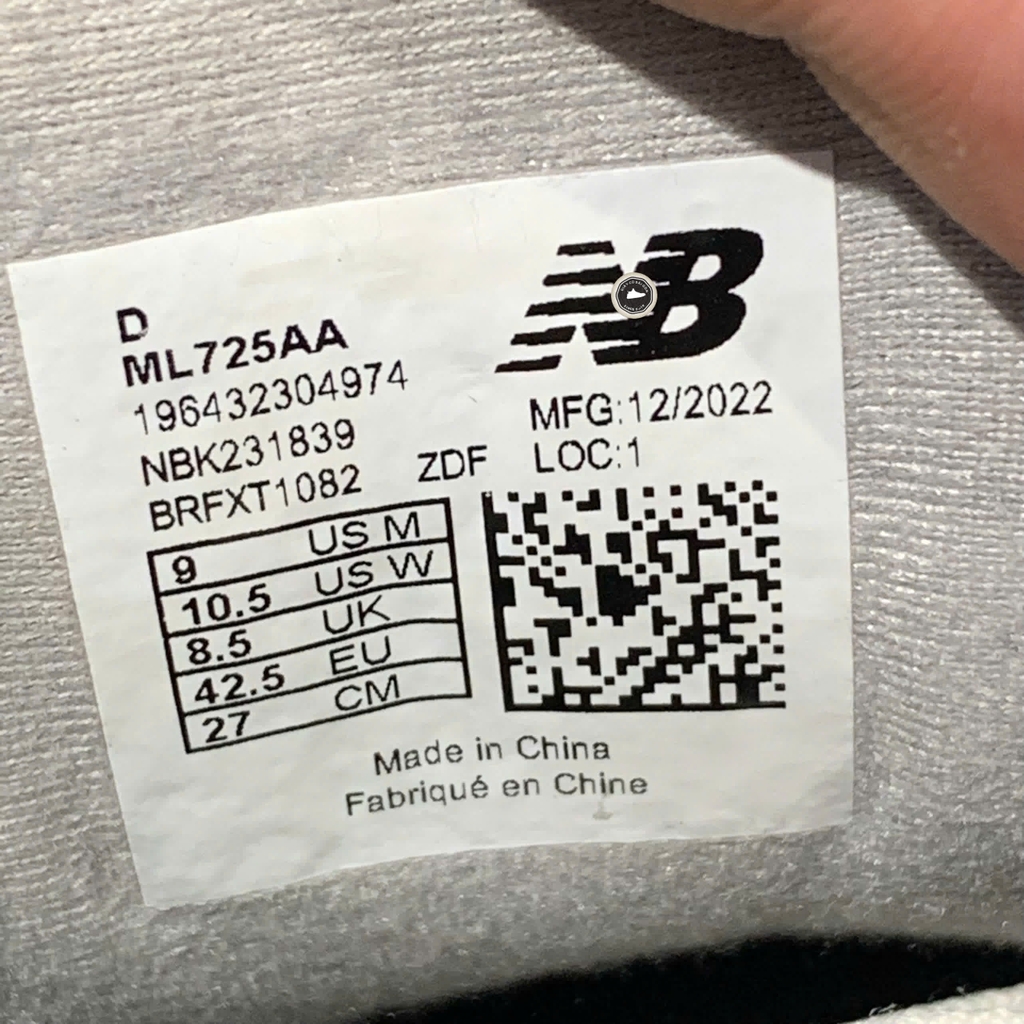 D
ML725AA
196432304974
NBK231839
BRFXT1082
ZDF
NB
MFG:12/2022
LOC:1
9 US M
10.5 US W
8.5 UK
42.5 EU
27 CM
Made in China
Fabriqué en Chine